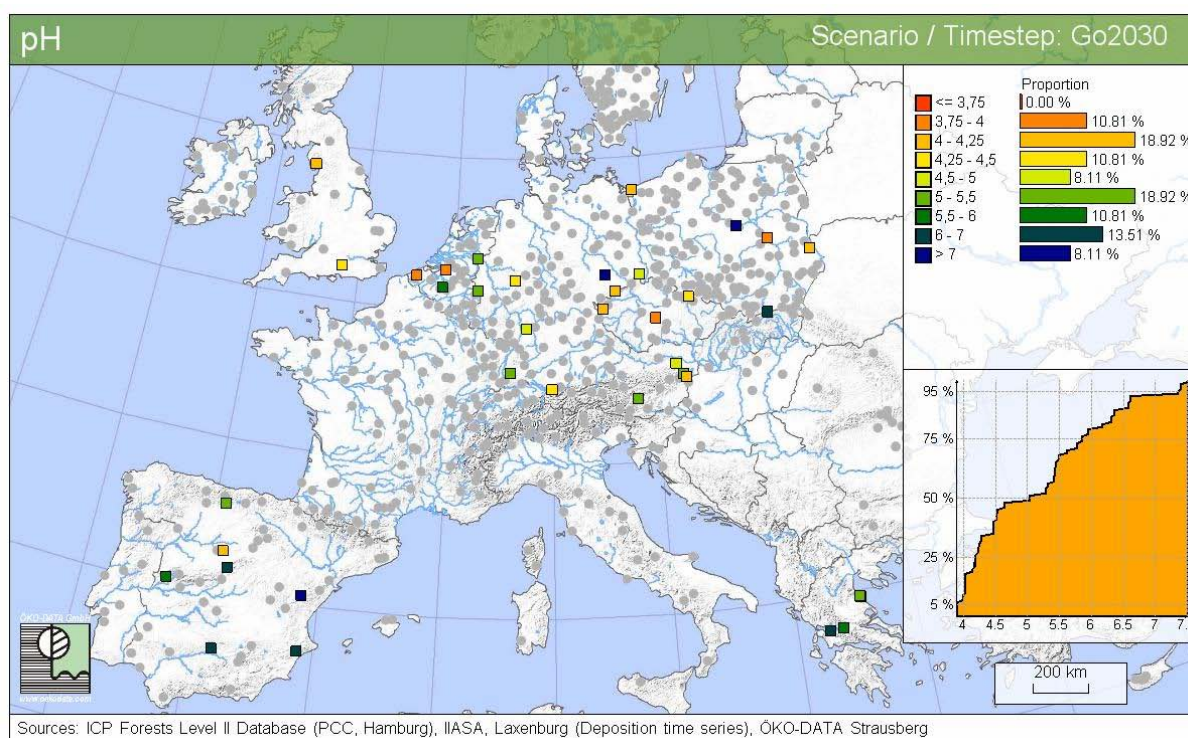 pH
Scenario / Timestep: Go2030
Proportion
<= 3,75 0.00 %
3,75 - 4 10.81 %
4 - 4,25 18.92 %
4,25 - 4,5 10.81 %
4,5 - 5 8.11 %
5 - 5,5 18.92 %
5,5 - 6 10.81 %
6 - 7 13.51 %
> 7 8.11 %
95 %
75 %
50 %
25 %
5 %
4 4.5 5 5.5 6 6.5 7 7.
200 km
ÖKO-DATA GmbH
Sources: ICP Forests Level II Database (PCC, Hamburg), IIASA, Laxenburg (Deposition time series), ÖKO-DATA Strausberg